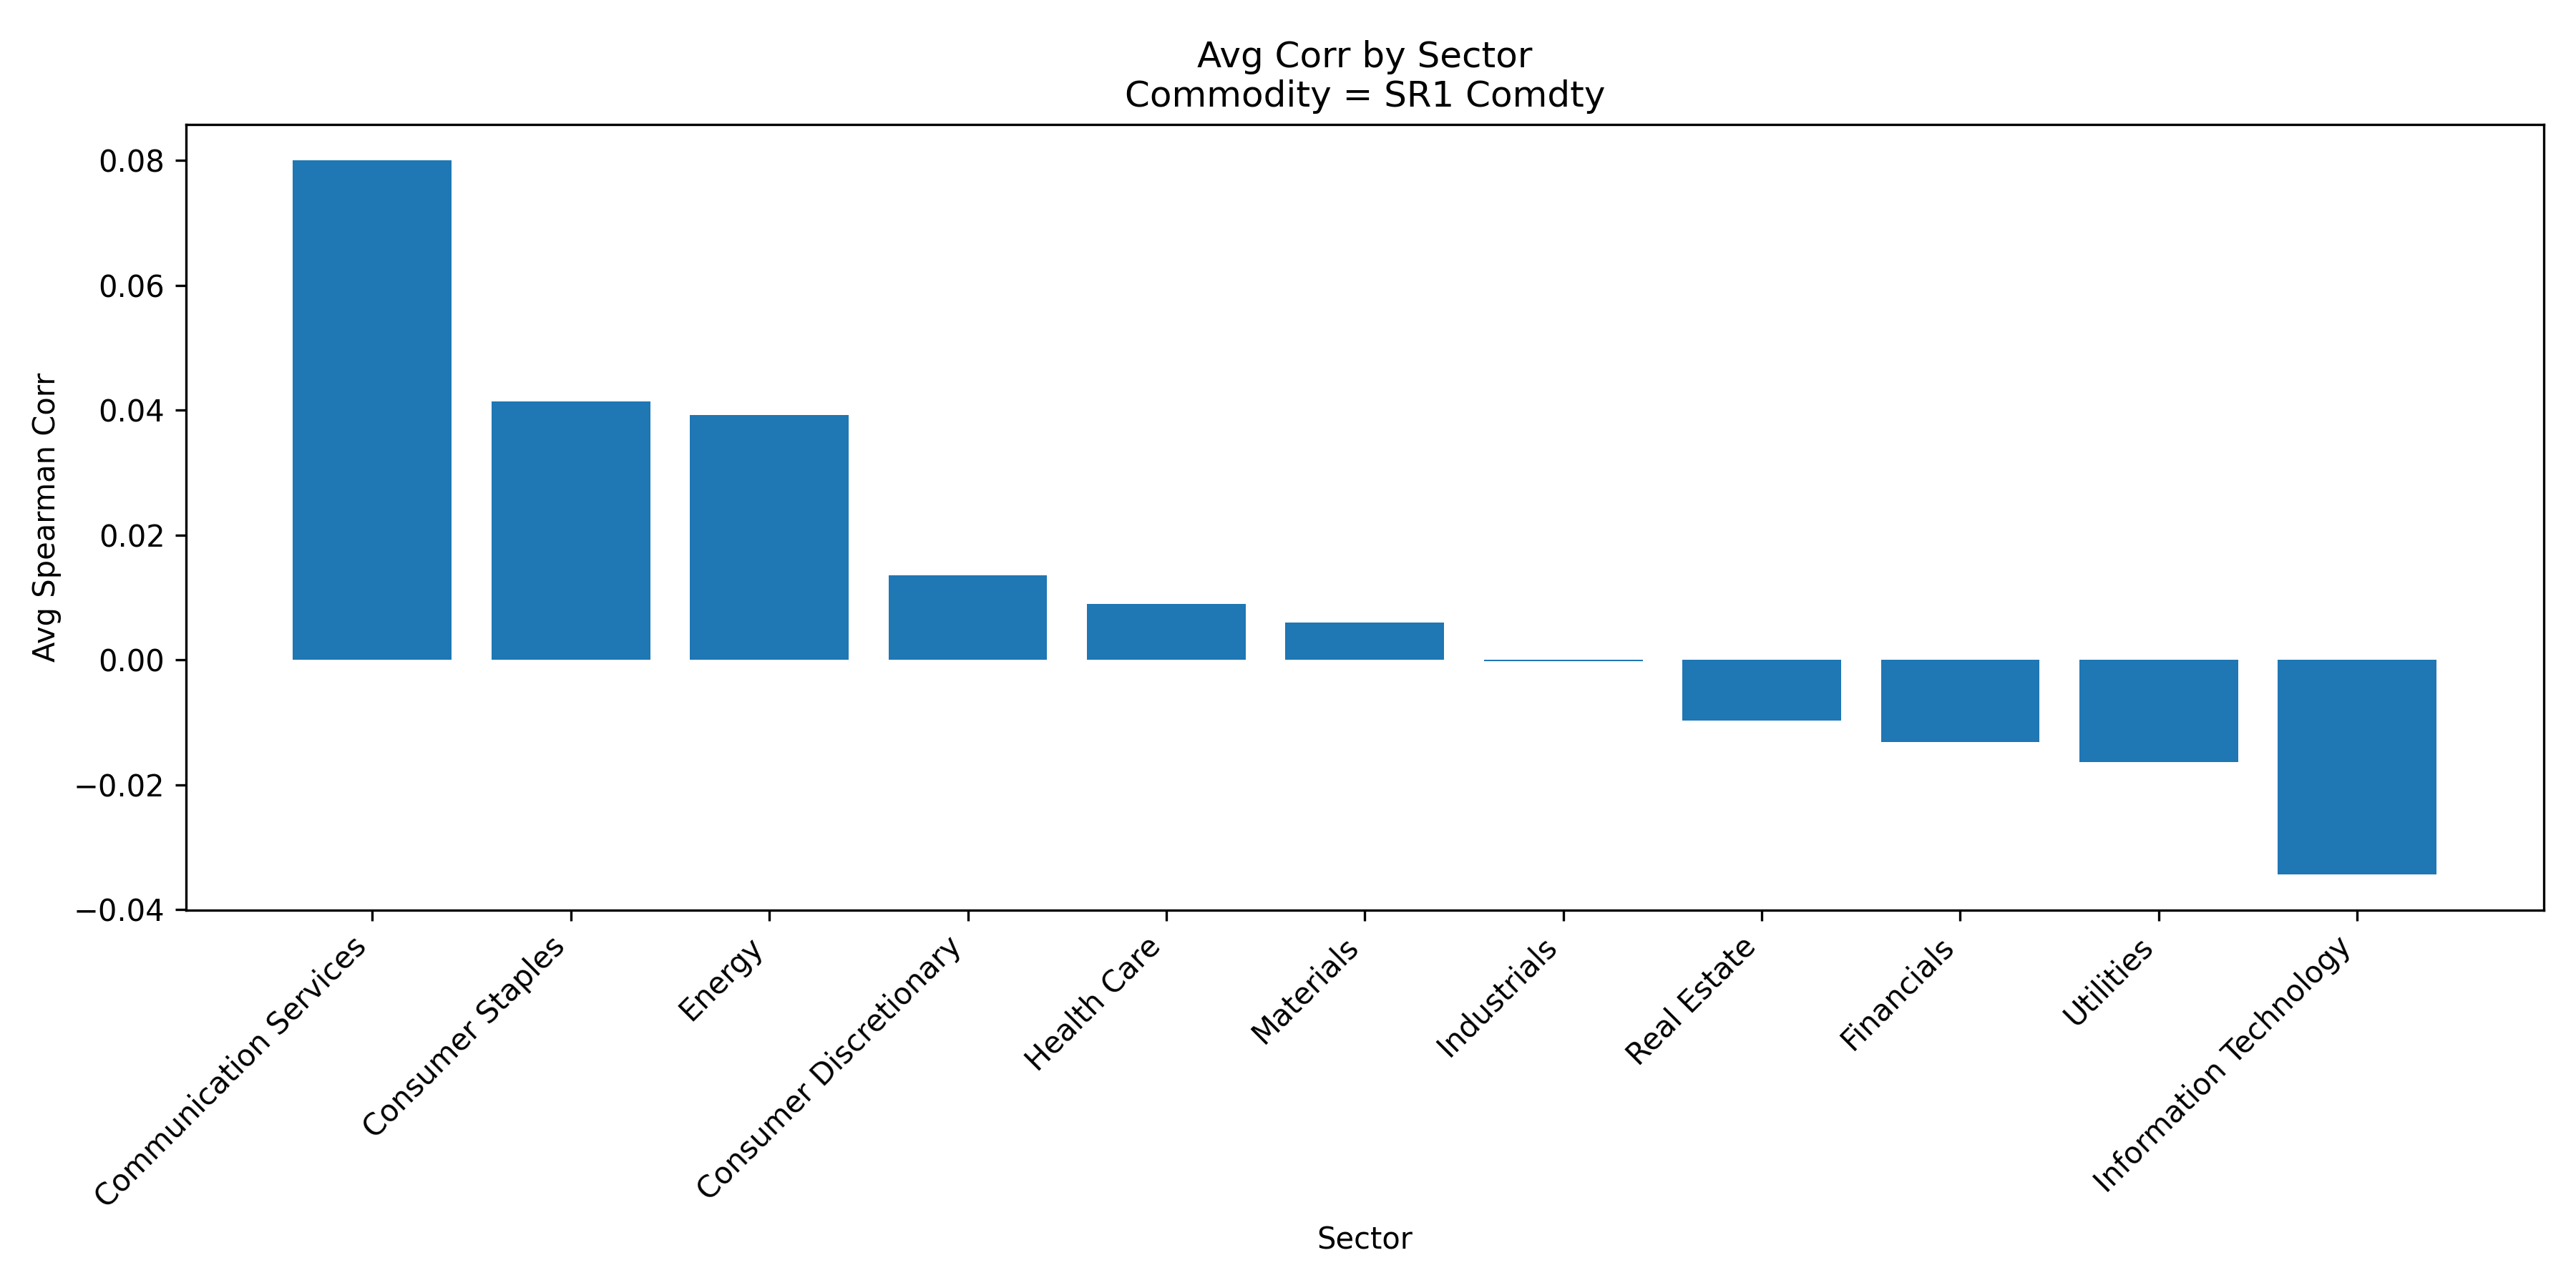 Avg Corr by Sector
Commodity = SR1 Comdty
Avg Spearman Corr
0.08
0.06
0.04
0.02
0.00
−0.02
−0.04
Communication Services
Consumer Staples
Energy
Consumer Discretionary
Health Care
Materials
Industrials
Real Estate
Financials
Utilities
Information Technology
Sector